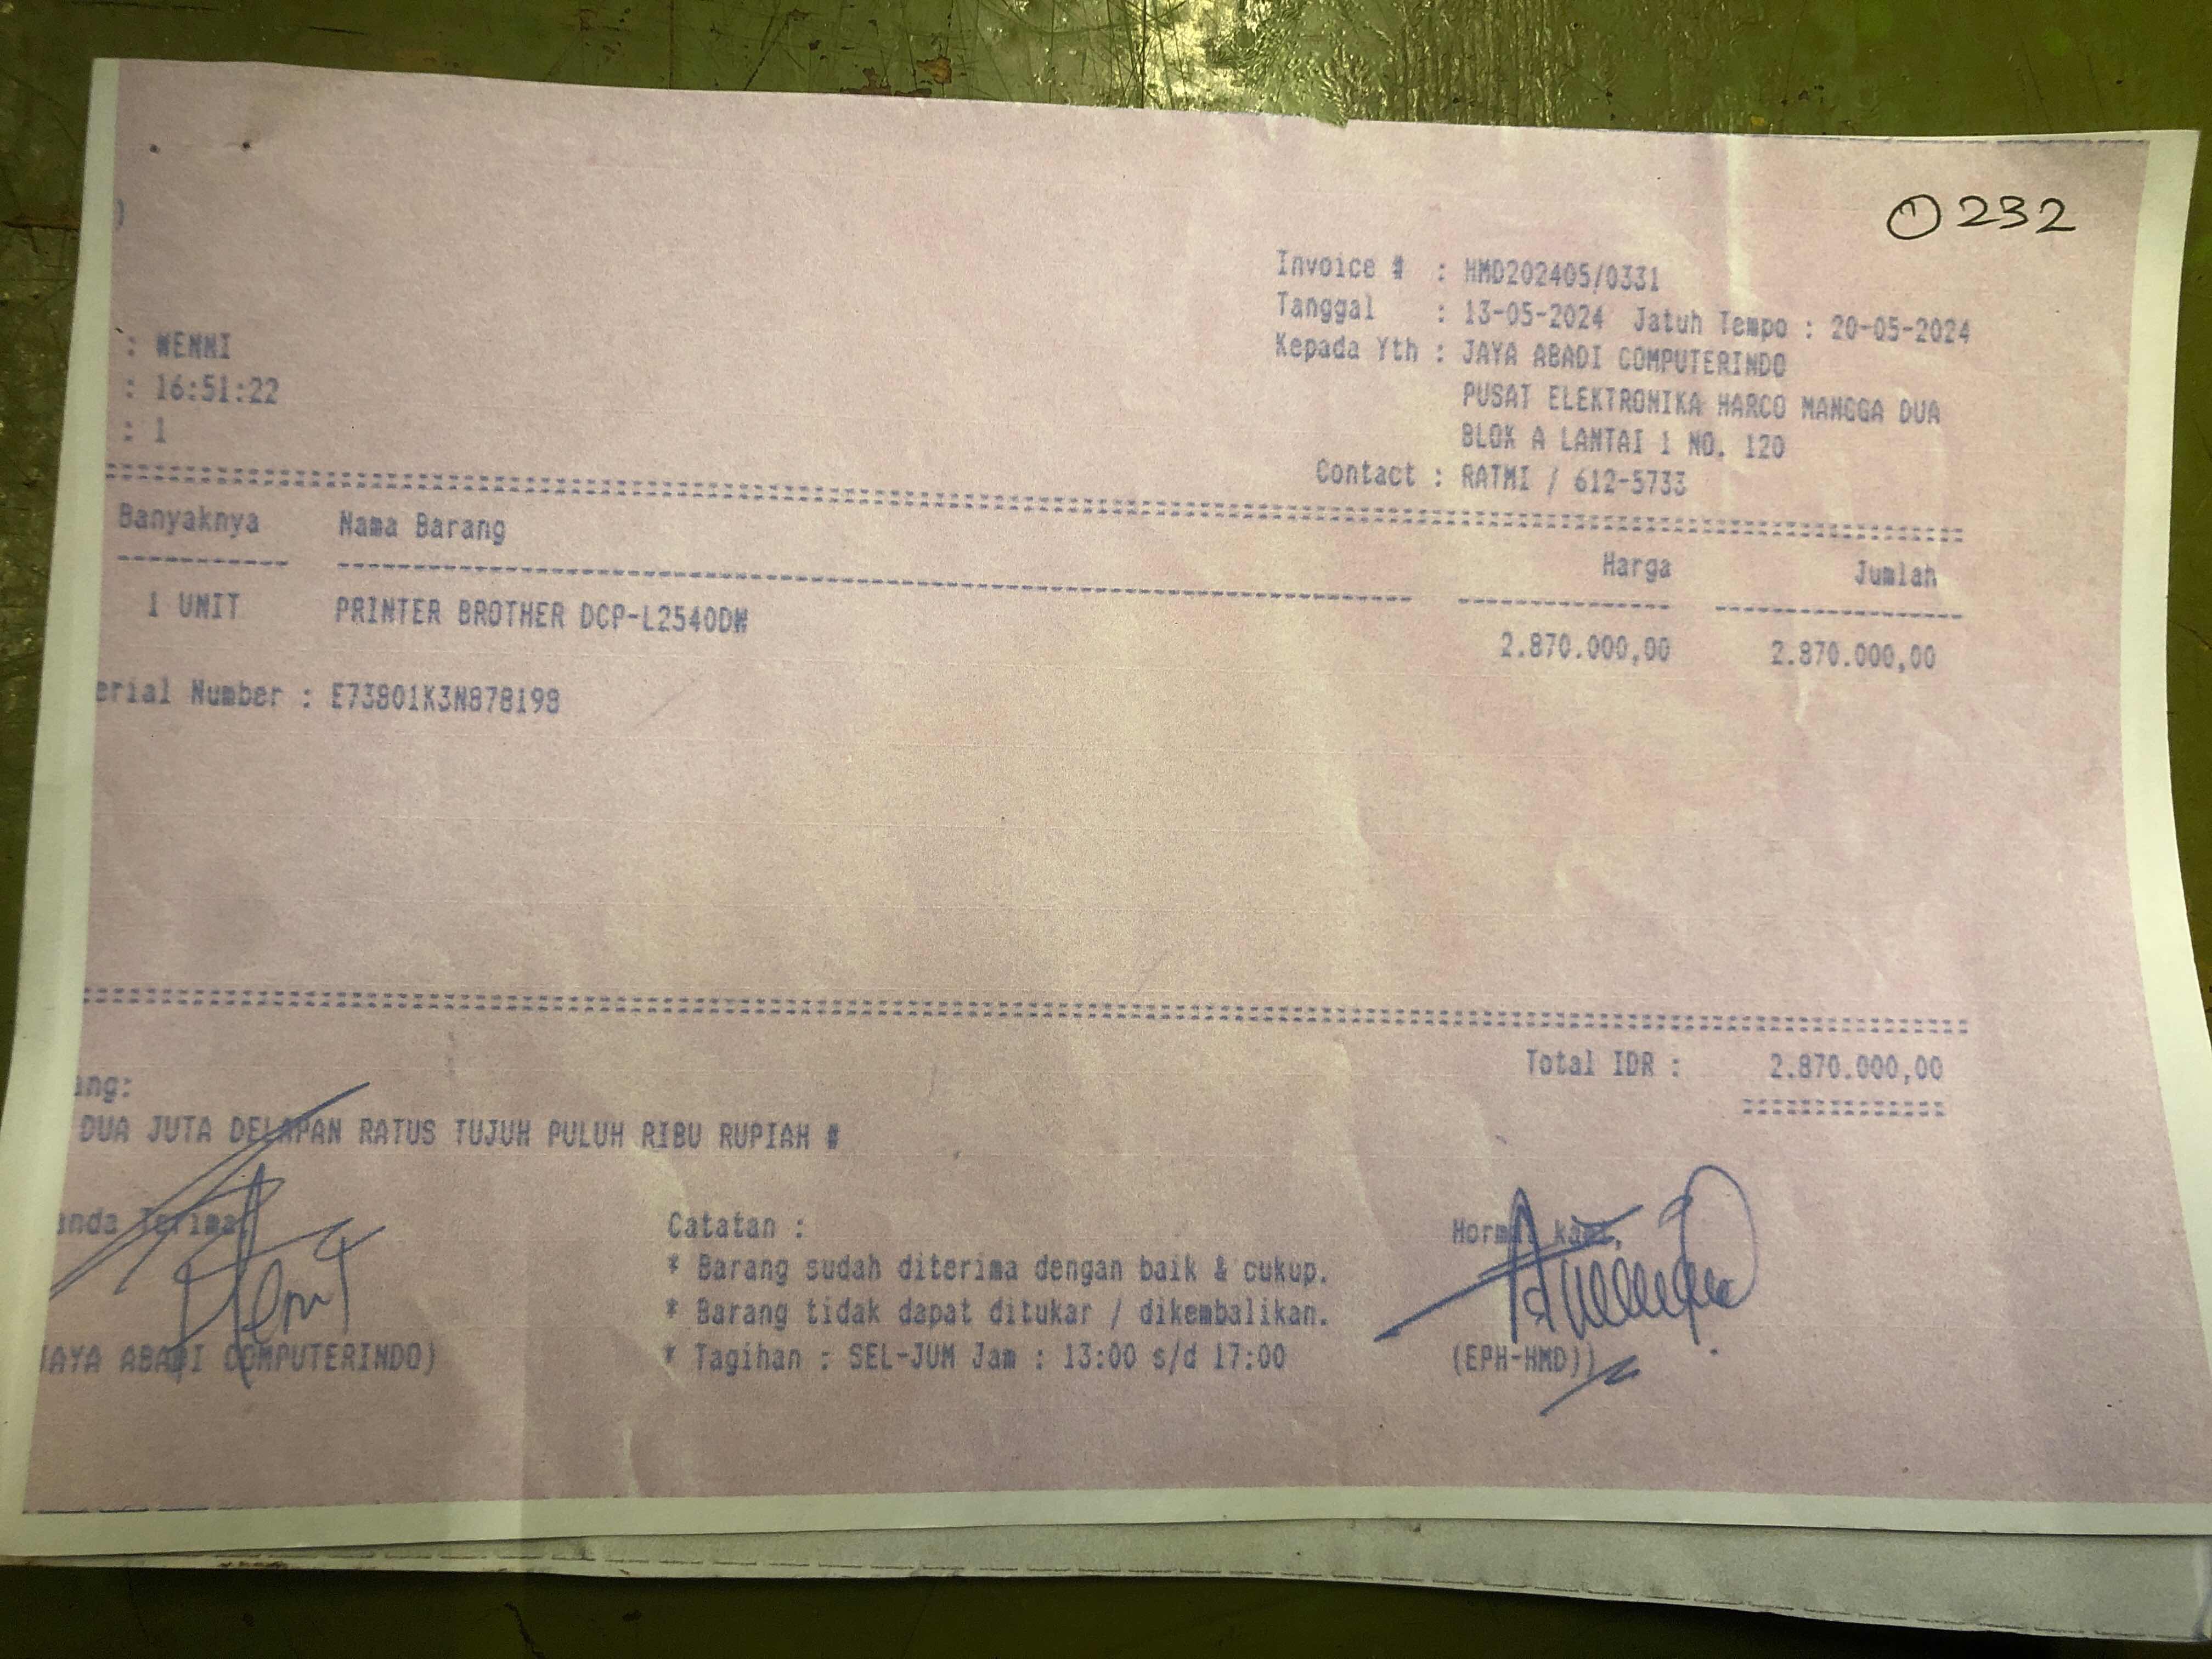 ① 232
Invoice # : HMD202405/0331
Tanggal : 13-05-2024 Jatuh Tempo : 20-05-2024
Kepada Yth : JAYA ABADI COMPUTERINDO
PUSAT ELEKTRONIKA HARCO MANGGA DUA
BLOK A LANTAI 1 NO. 120
Contact : RATMI / 612-5733
: WENNI
: 16:51:22
: 1
Banyaknya Nama Barang Harga Jumlah
1 UNIT PRINTER BROTHER DCP-L2540DW 2.870.000,00 2.870.000,00
erial Number : E73801K3N878198
Total IDR : 2.870.000,00
ang:
DUA JUTA DELAPAN RATUS TUJUH PULUH RIBU RUPIAH #
anda Terima,
JAYA ABADI COMPUTERINDO)
Catatan :
* Barang sudah diterima dengan baik & cukup.
* Barang tidak dapat ditukar / dikembalikan.
* Tagihan : SEL-JUM Jam : 13:00 s/d 17:00
Hormat kami,
(EPH-HMD))